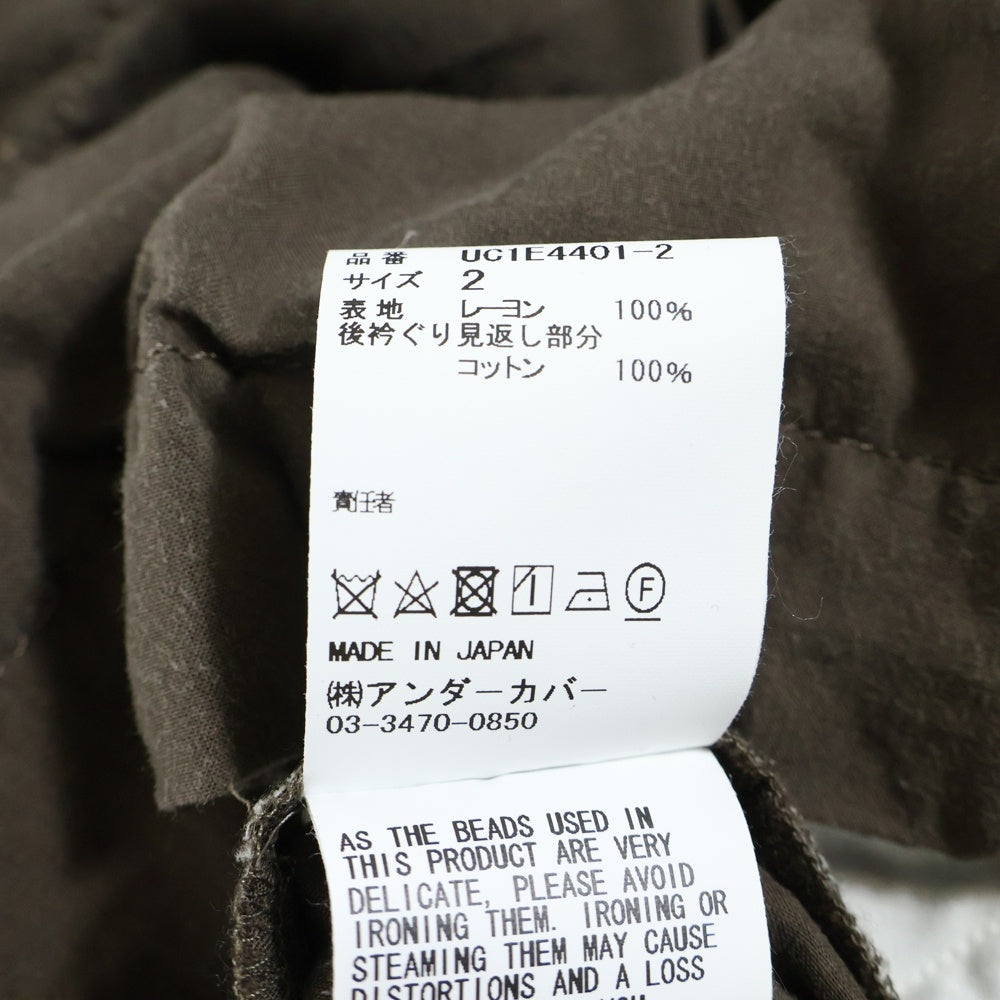 品番 UC1E4401-2
サイズ 2
表地 レーヨン 100%
後衿ぐり見返し部分
コットン 100%
責任者
F
MADE IN JAPAN
㈱アンダーカバー
03-3470-0850
AS THE BEADS USED IN
THIS PRODUCT ARE VERY
DELICATE, PLEASE AVOID
IRONING THEM. IRONING OR
STEAMING THEM MAY CAUSE
DISTORTIONS AND A LOSS